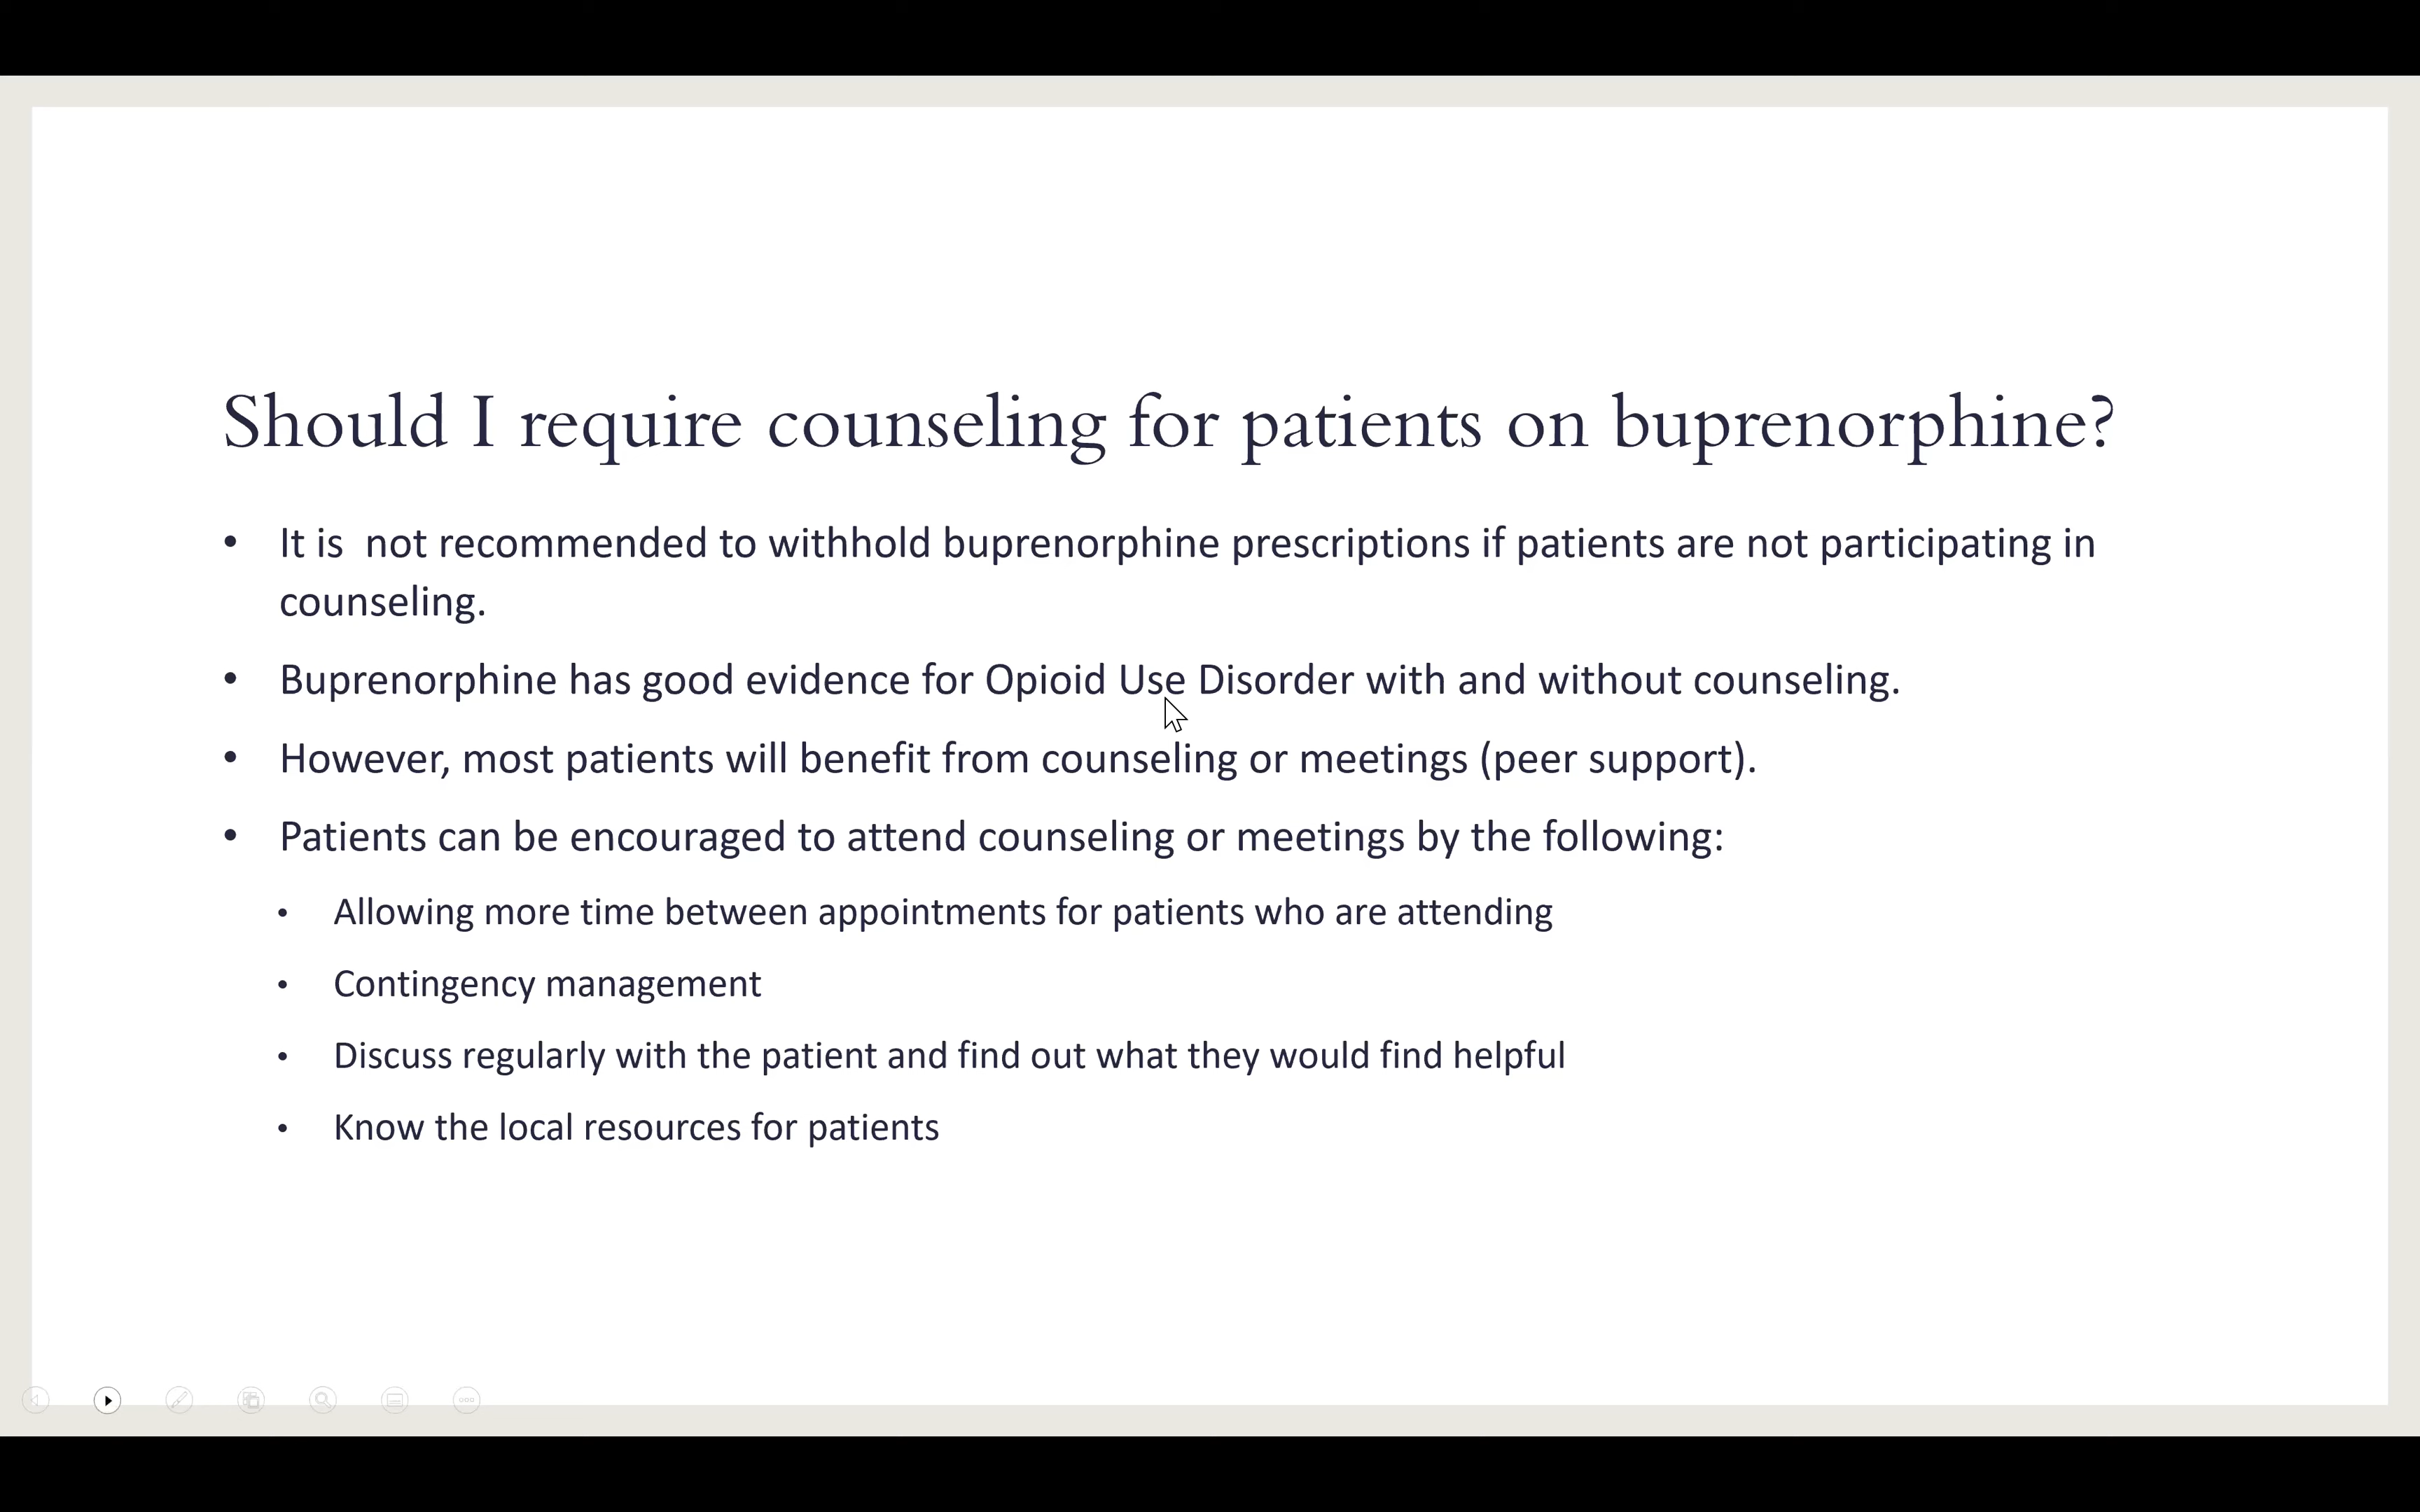 Should I require counseling for patients on buprenorphine?
• It is  not recommended to withhold buprenorphine prescriptions if patients are not participating in
counseling.
• Buprenorphine has good evidence for Opioid Use Disorder with and without counseling.
• However, most patients will benefit from counseling or meetings (peer support).
• Patients can be encouraged to attend counseling or meetings by the following:
• Allowing more time between appointments for patients who are attending
• Contingency management
• Discuss regularly with the patient and find out what they would find helpful
• Know the local resources for patients